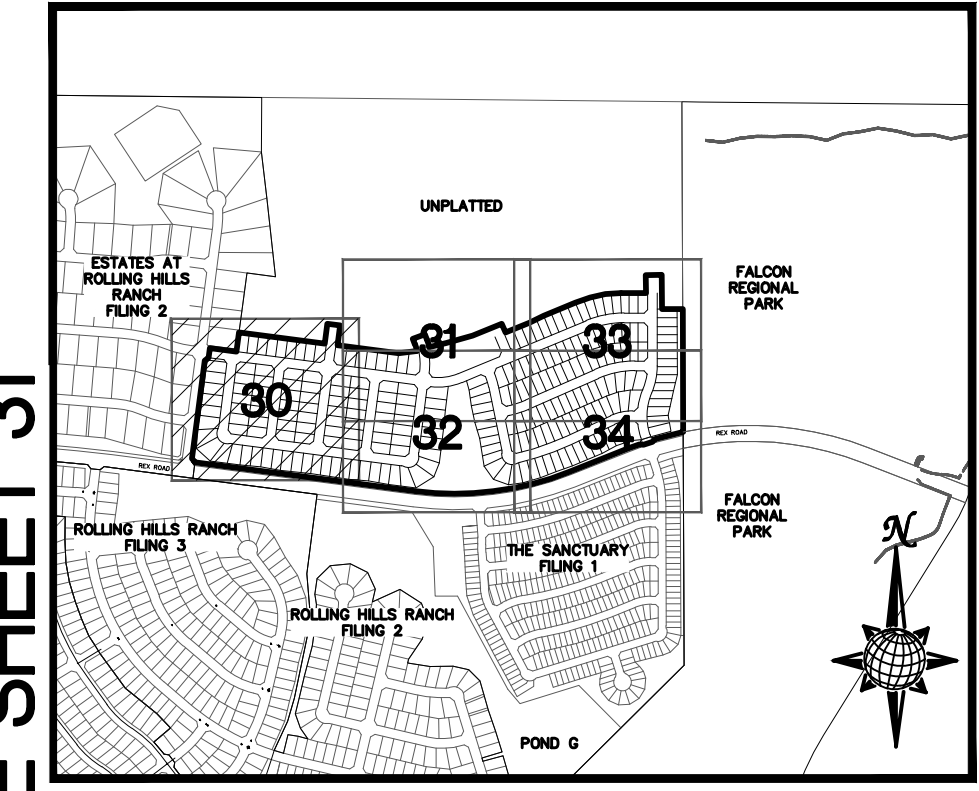 UNPLATTED
ESTATES AT
ROLLING HILLS
RANCH
FILING 2
FALCON
REGIONAL
PARK
31
33
30
32
34
REX ROAD
REX ROAD
ROLLING HILLS RANCH
FILING 3
FALCON
REGIONAL
PARK
N
THE SANCTUARY
FILING 1
ROLLING HILLS RANCH
FILING 2
POND G
E SHEET 31